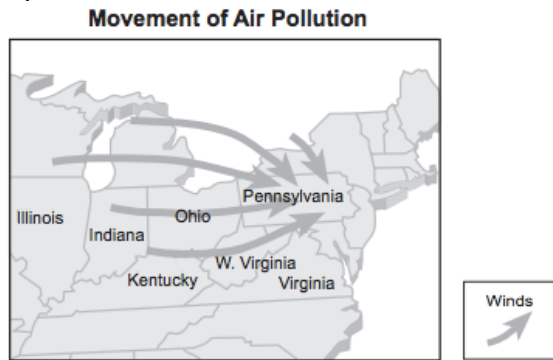 Movement of Air Pollution
Pennsylvania
Illinois
Ohio
Indiana
W. Virginia
Kentucky
Virginia
Winds